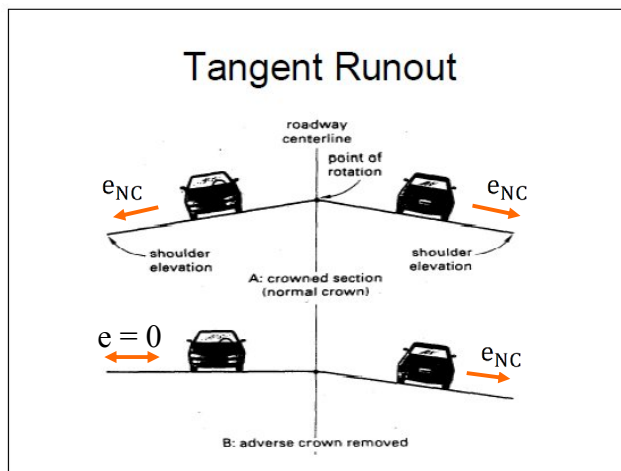 Tangent Runout
roadway
centerline
point of
rotation
eNC
eNC
shoulder
elevation
shoulder
elevation
A: crowned section
(normal crown)
e = 0
eNC
B: adverse crown removed